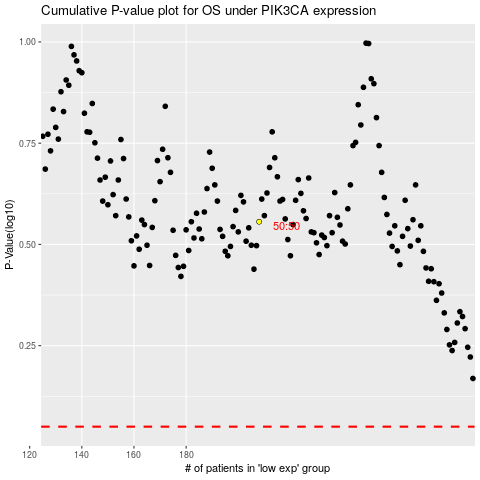 Cumulative P-value plot for OS under PIK3CA expression
P-Value(log10)
1.00
0.75
0.50
0.25
50:50
120 140 160 180
# of patients in 'low exp' group